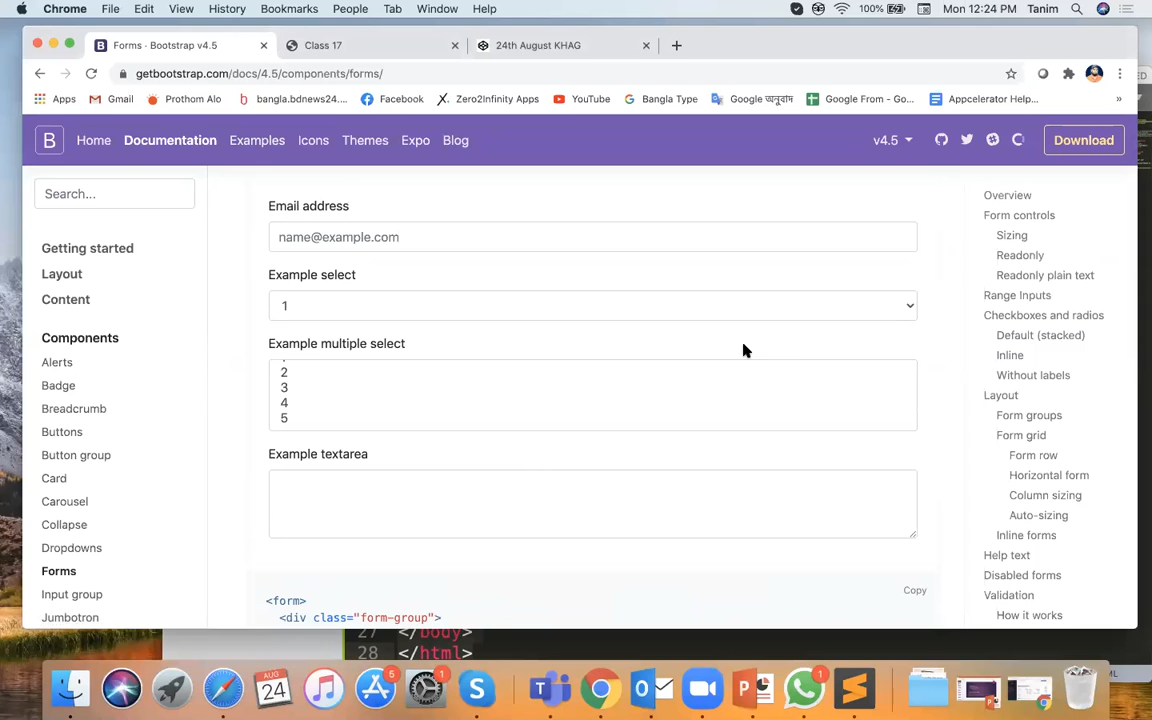 Chrome File Edit View History Bookmarks People Tab Window Help 100% Mon 12:24 PM Tanim
B Forms · Bootstrap v4.5 Class 17 24th August KHAG
getbootstrap.com/docs/4.5/components/forms/
Apps Gmail Prothom Alo bangla.bdnews24.... Facebook Zero2Infinity Apps YouTube Bangla Type Google অনুবাদ Google From - Go... Appcelerator Help... »
B Home Documentation Examples Icons Themes Expo Blog v4.5 Download
Search...
Getting started
Layout
Content
Components
Alerts
Badge
Breadcrumb
Buttons
Button group
Card
Carousel
Collapse
Dropdowns
Forms
Input group
Jumbotron
Email address
name@example.com
Example select
1
Example multiple select
2
3
4
5
Example textarea
Copy
<form>
<div class="form-group">
Overview
Form controls
Sizing
Readonly
Readonly plain text
Range Inputs
Checkboxes and radios
Default (stacked)
Inline
Without labels
Layout
Form groups
Form grid
Form row
Horizontal form
Column sizing
Auto-sizing
Inline forms
Help text
Disabled forms
Validation
How it works
27 </body>
28 </html>
AUG
24
5
1
1